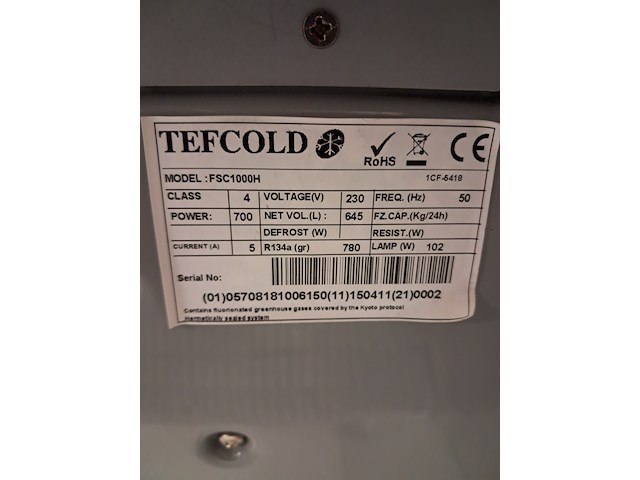 TEFCOLD RoHS CE
MODEL : FSC1000H 1CF-6418
CLASS 4 VOLTAGE(V) 230 FREQ. (Hz) 50
POWER: 700 NET VOL.(L) : 645 FZ.CAP.(Kg/24h)
DEFROST (W) RESIST.(W)
CURRENT (A) 5 R134a (gr) 780 LAMP (W) 102
Serial No:
(01)05708181006150(11)150411(21)0002
Contains fluorionated greenhouse gases covered by the Kyoto protocol
Hermetically sealed system